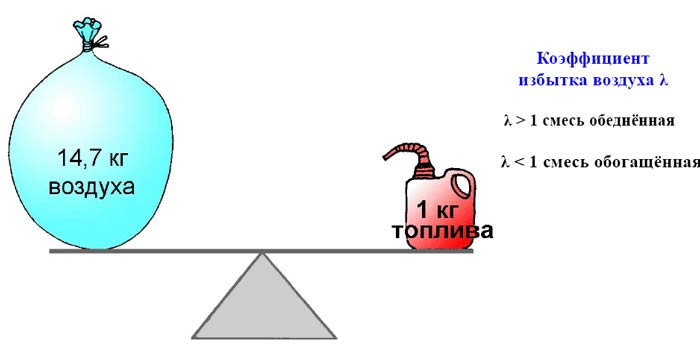 14,7 кг
воздуха
1 кг
топлива
Коэффициент
избытка воздуха λ
λ > 1 смесь обеднённая
λ < 1 смесь обогащённая